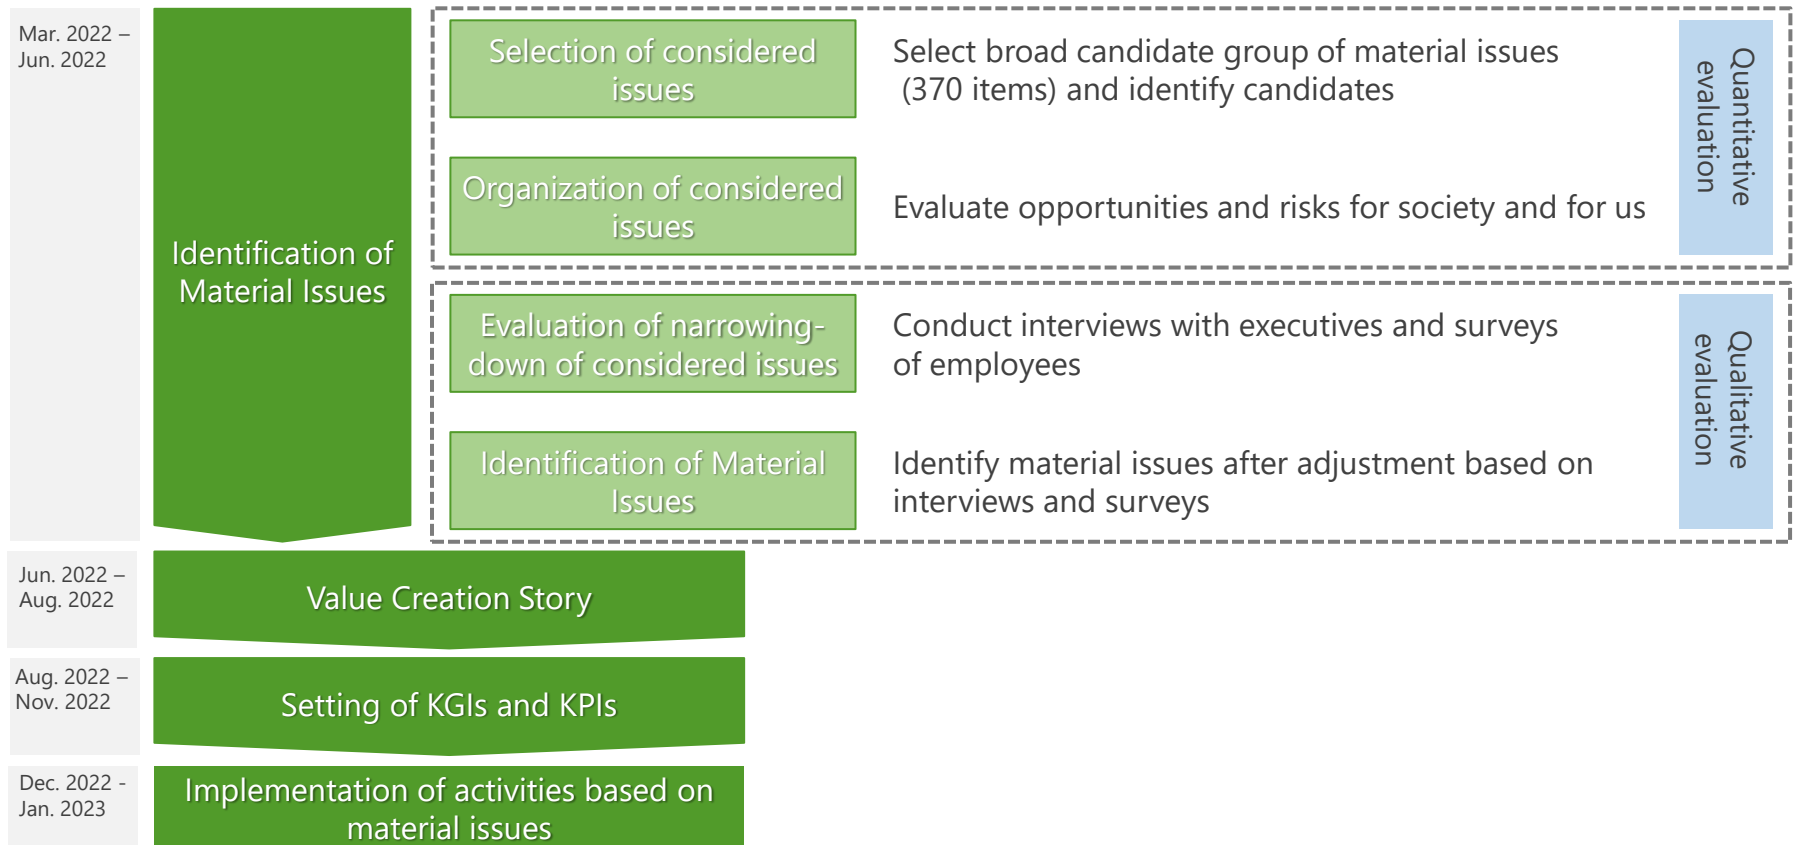 Mar. 2022 –
Jun. 2022
Identification of
Material Issues
Selection of considered
issues
Select broad candidate group of material issues
(370 items) and identify candidates
Organization of considered
issues
Evaluate opportunities and risks for society and for us
Quantitative
evaluation
Evaluation of narrowing-
down of considered issues
Conduct interviews with executives and surveys
of employees
Identification of Material
Issues
Identify material issues after adjustment based on
interviews and surveys
Qualitative
evaluation
Jun. 2022 –
Aug. 2022
Value Creation Story
Aug. 2022 –
Nov. 2022
Setting of KGIs and KPIs
Dec. 2022 -
Jan. 2023
Implementation of activities based on
material issues